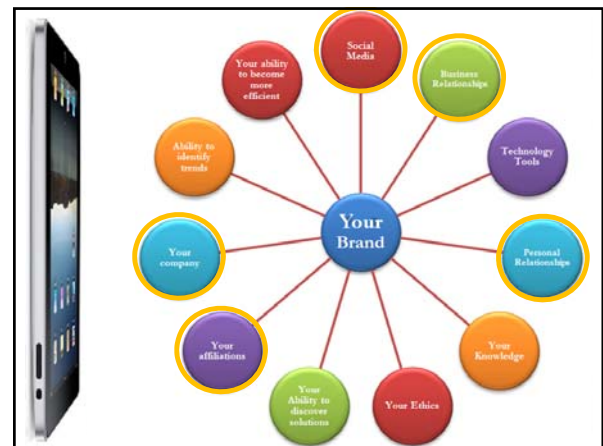 Social
Media
Business
Relationships
Technology
Tools
Personal
Relationships
Your
Knowledge
Your Ethics
Your
Ability to
discover
solutions
Your
affiliations
Your
company
Ability to
identify
trends
Your ability
to become
more
efficient
Your
Brand